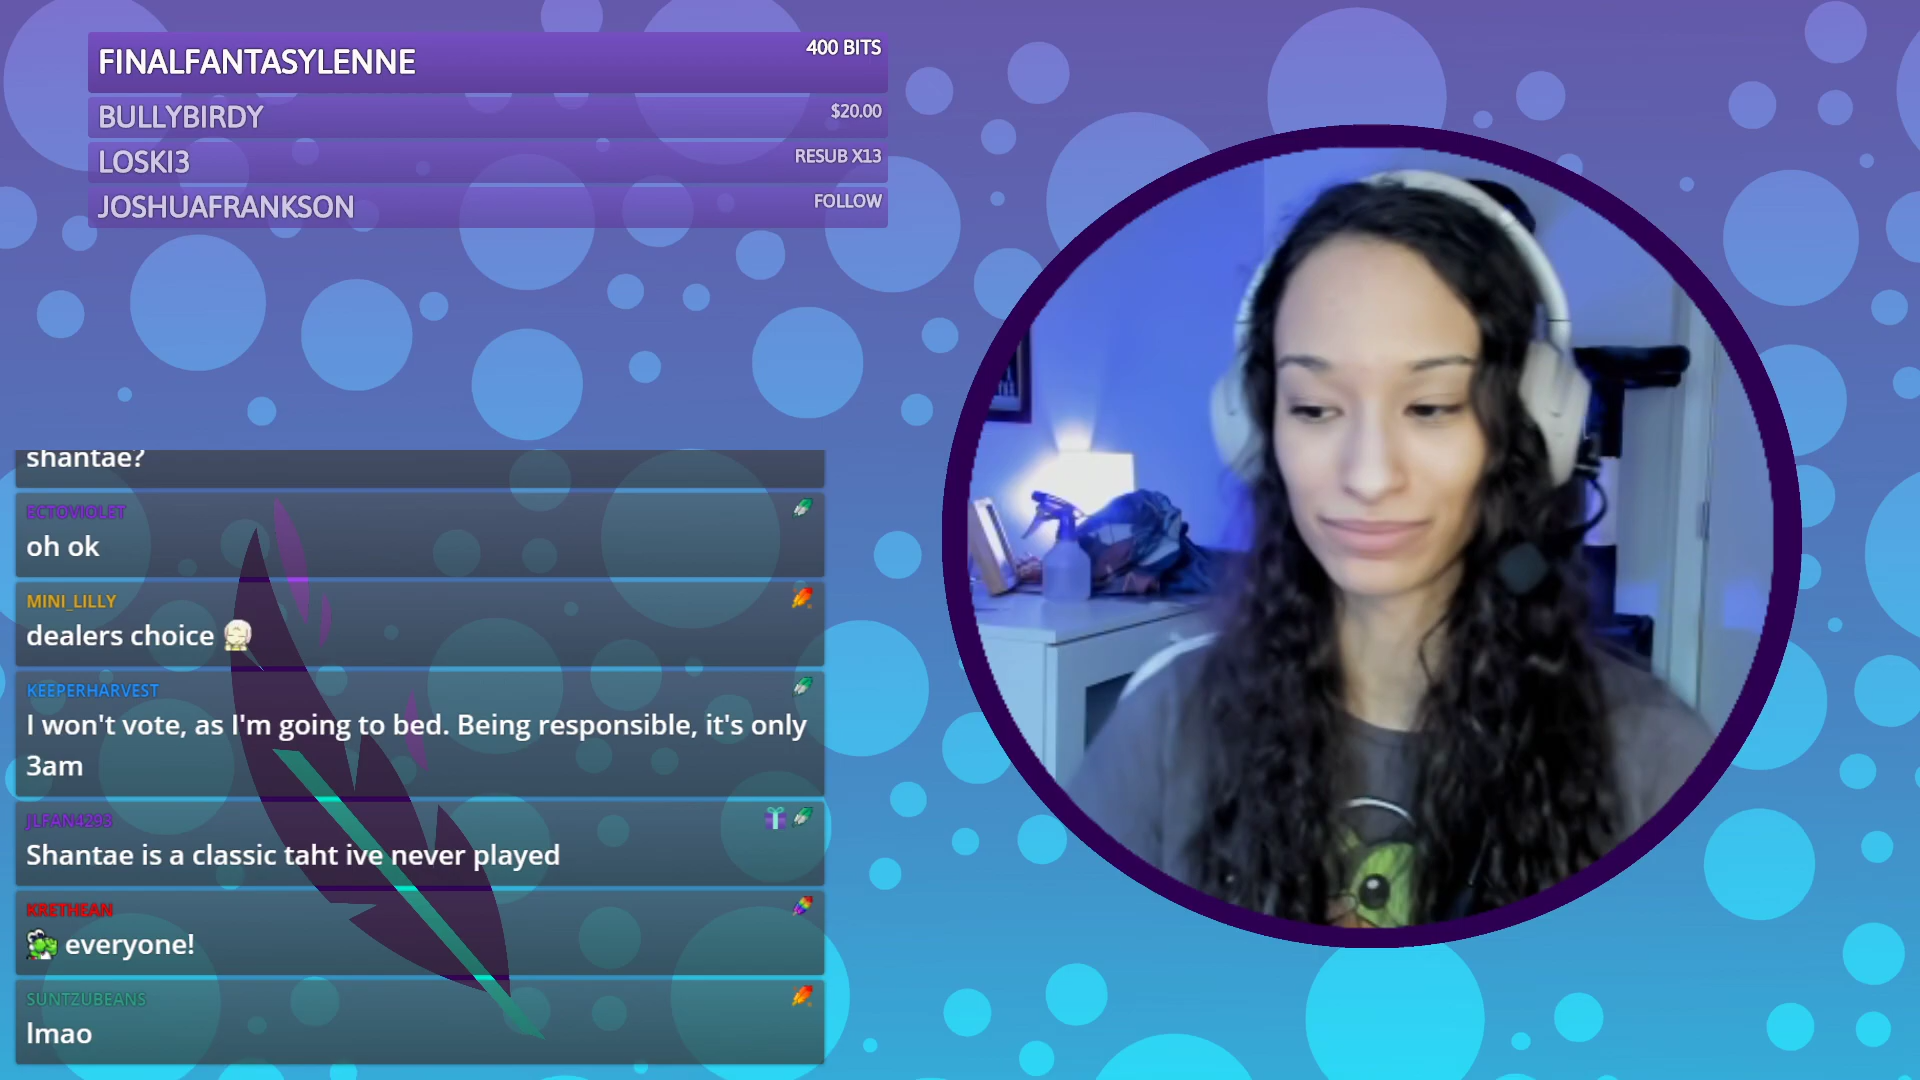 FINALFANTASYLENNE 400 BITS
BULLYBIRDY $20.00
LOSKI3 RESUB X13
JOSHUAFRANKSON FOLLOW
shantae?
ECTOVIOLET
oh ok
MINI_LILLY
dealers choice
KEEPERHARVEST
I won't vote, as I'm going to bed. Being responsible, it's only
3am
JLFAN4293
Shantae is a classic taht ive never played
KRETHEAN
everyone!
SUNTZUBEANS
lmao